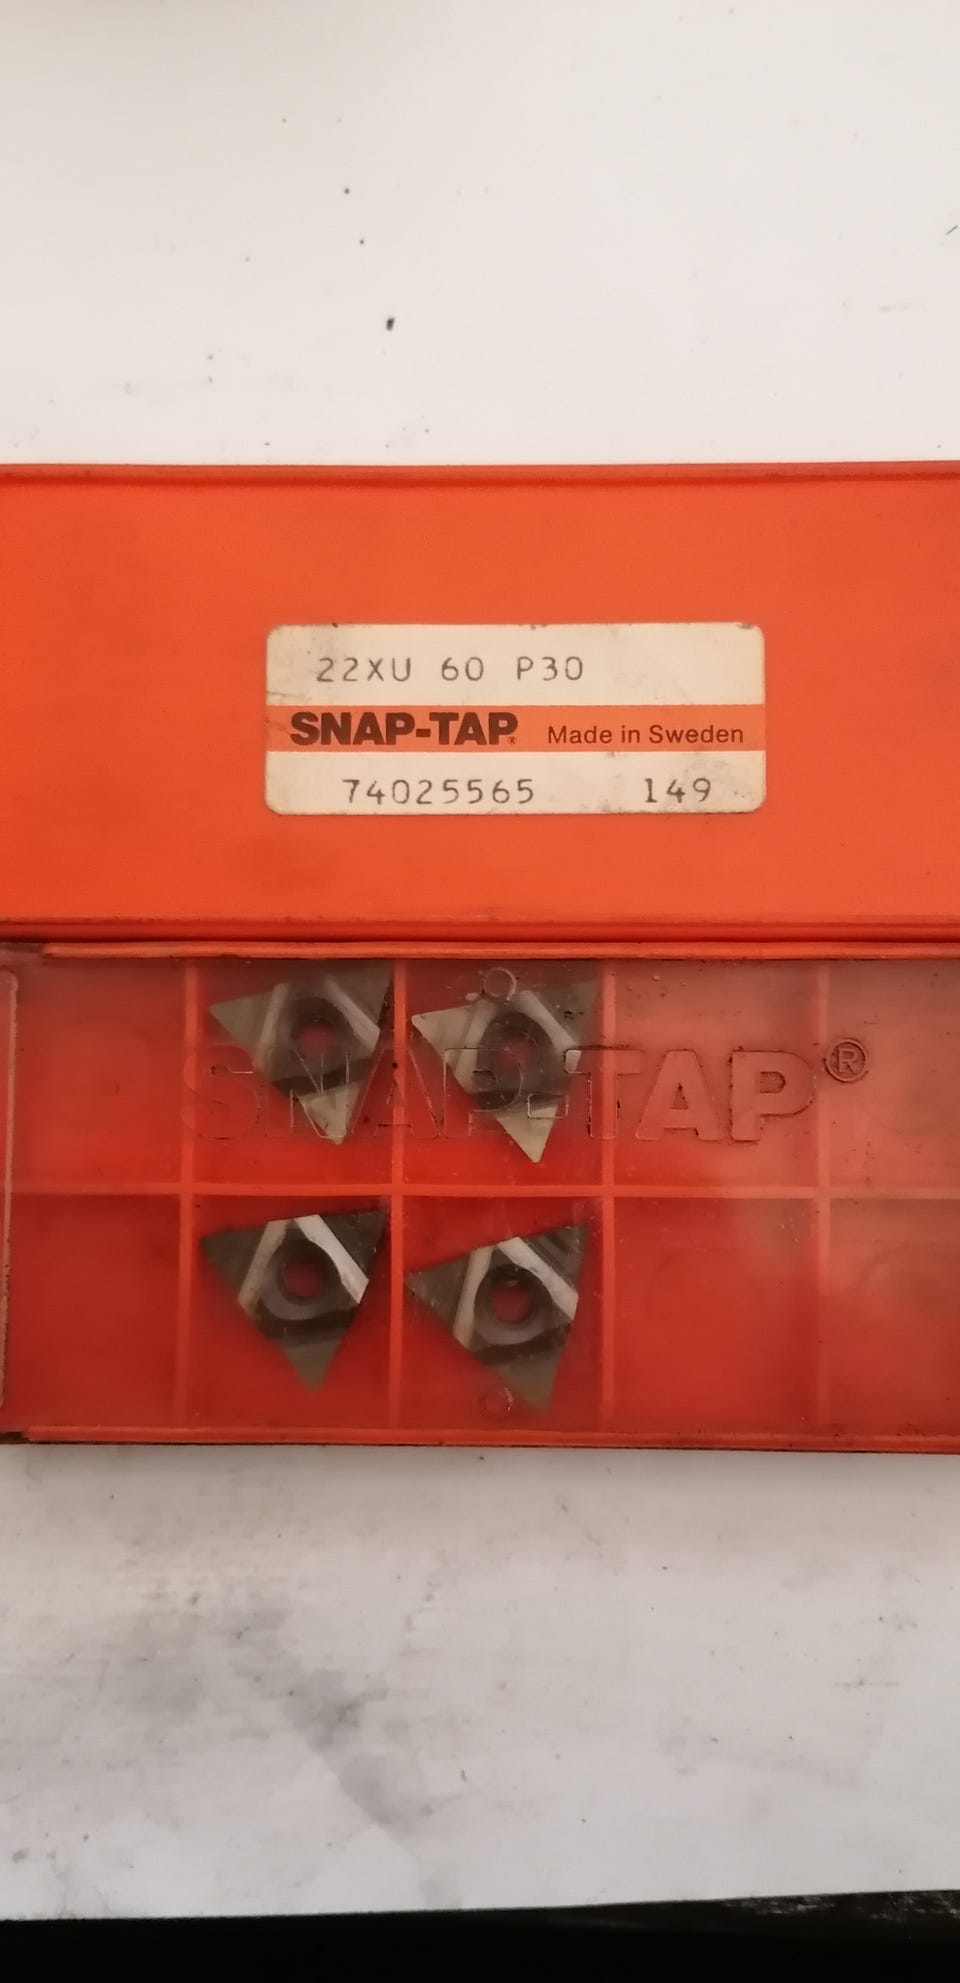 22XU 60 P30
SNAP-TAP® Made in Sweden
74025565 149
SNAP-TAP®